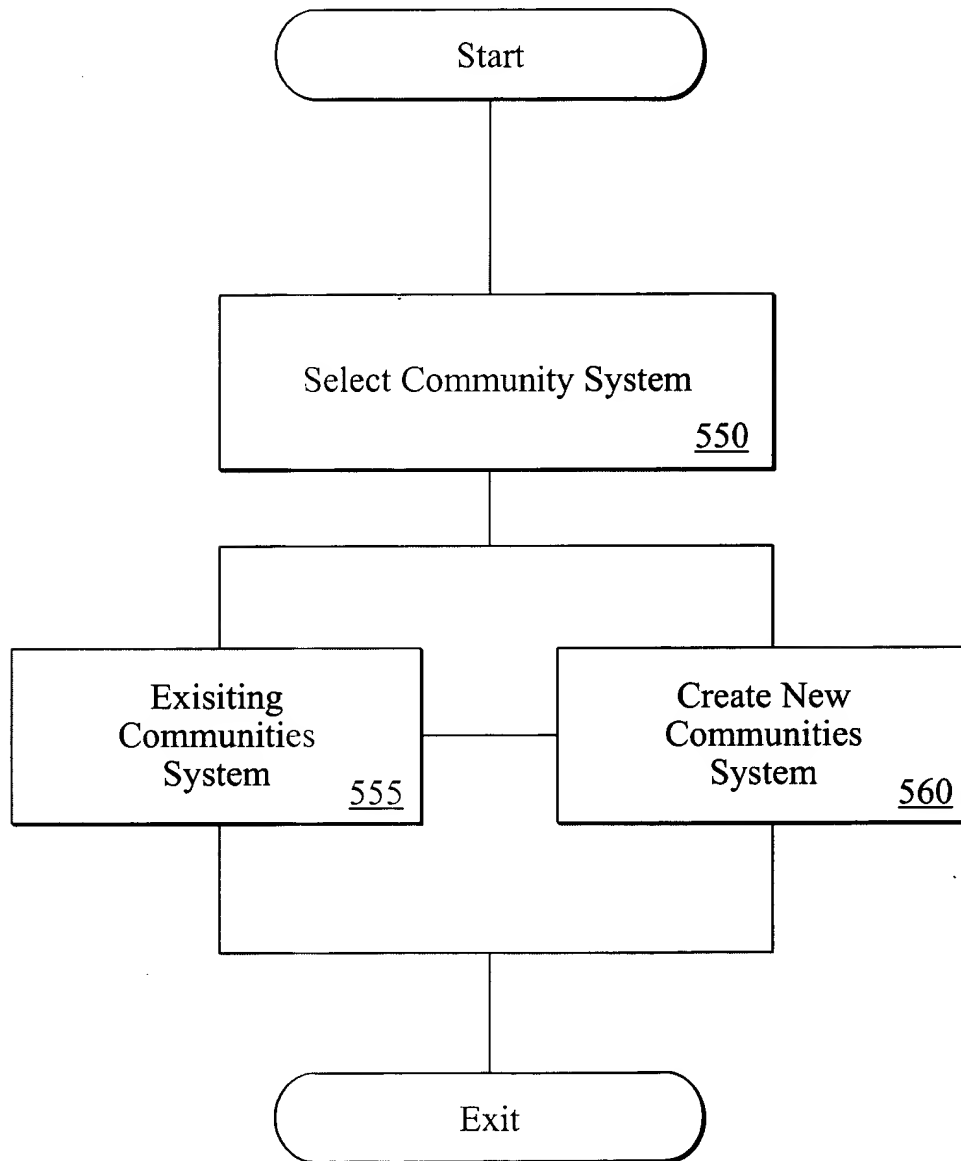 Start
Select Community System
550
Exisiting
Communities
System
555
Create New
Communities
System
560
Exit